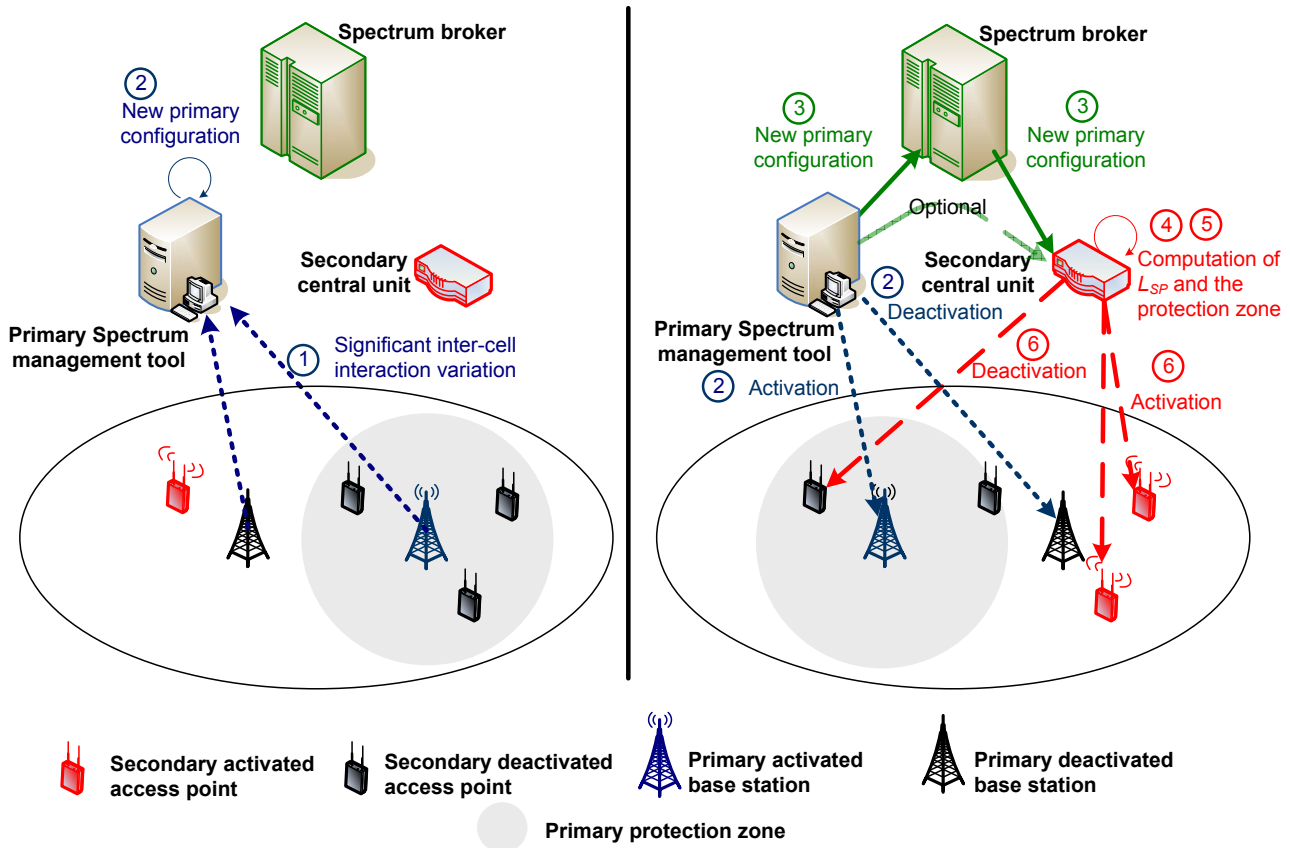 Spectrum broker
2
New primary
configuration
Secondary
central unit
Primary Spectrum
management tool
1
Significant inter-cell
interaction variation
Spectrum broker
3
New primary
configuration
3
New primary
configuration
Optional
4 5
Computation of
LSP and the
protection zone
Secondary
central unit
2
Deactivation
Primary Spectrum
management tool
2 Activation
6
Deactivation
6
Activation
Secondary activated
access point
Secondary deactivated
access point
Primary activated
base station
Primary deactivated
base station
Primary protection zone